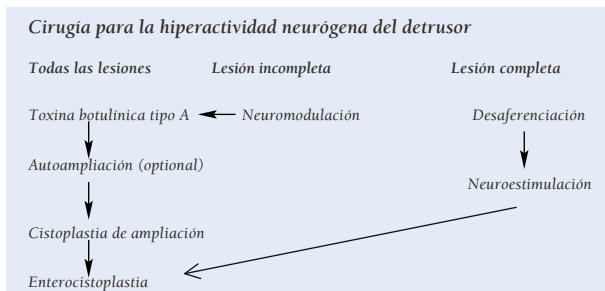 Cirugía para la hiperactividad neurógena del detrusor
Todas las lesiones Lesión incompleta Lesión completa
Toxina botulínica tipo A Neuromodulación Desaferenciación
Autoampliación (optional)
Neuroestimulación
Cistoplastia de ampliación
Enterocistoplastia